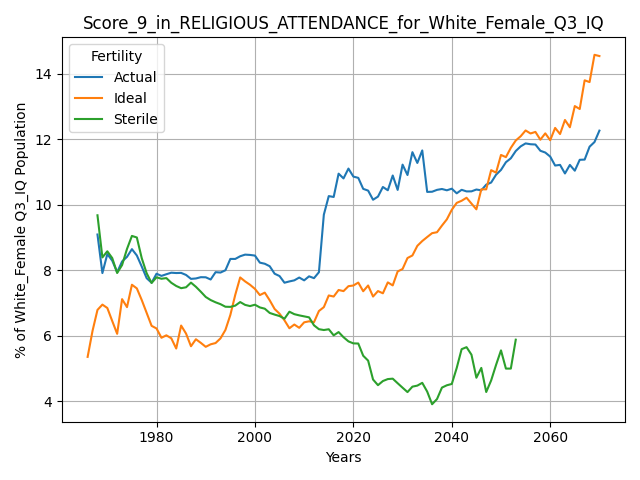 Score_9_in_RELIGIOUS_ATTENDANCE_for_White_Female_Q3_IQ
Fertility
Actual
Ideal
Sterile
% of White_Female Q3_IQ Population
14
12
10
8
6
4
1980
2000
2020
2040
2060
Years